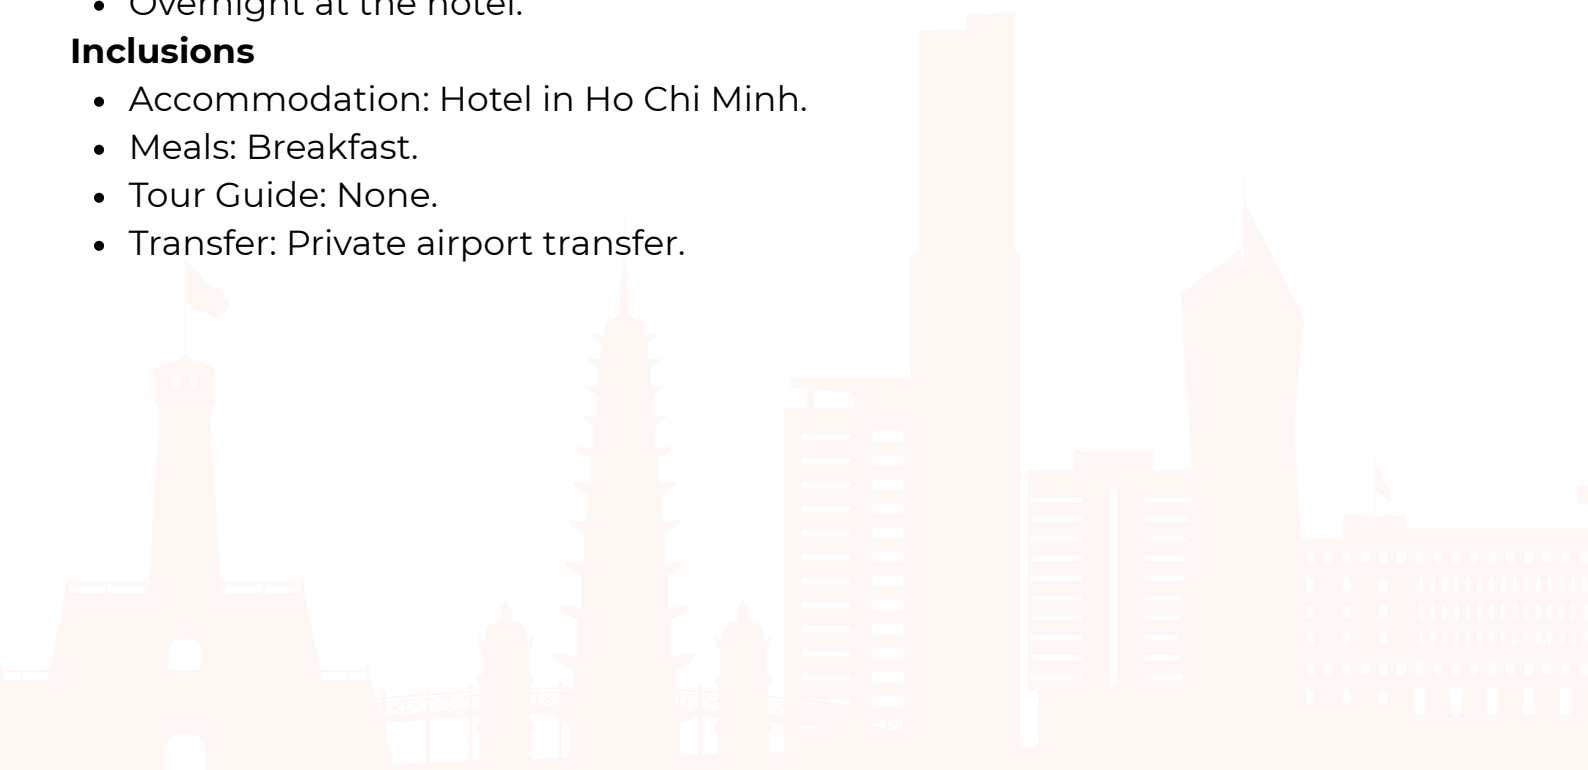 • Overnight at the hotel.
Inclusions
• Accommodation: Hotel in Ho Chi Minh.
• Meals: Breakfast.
• Tour Guide: None.
• Transfer: Private airport transfer.